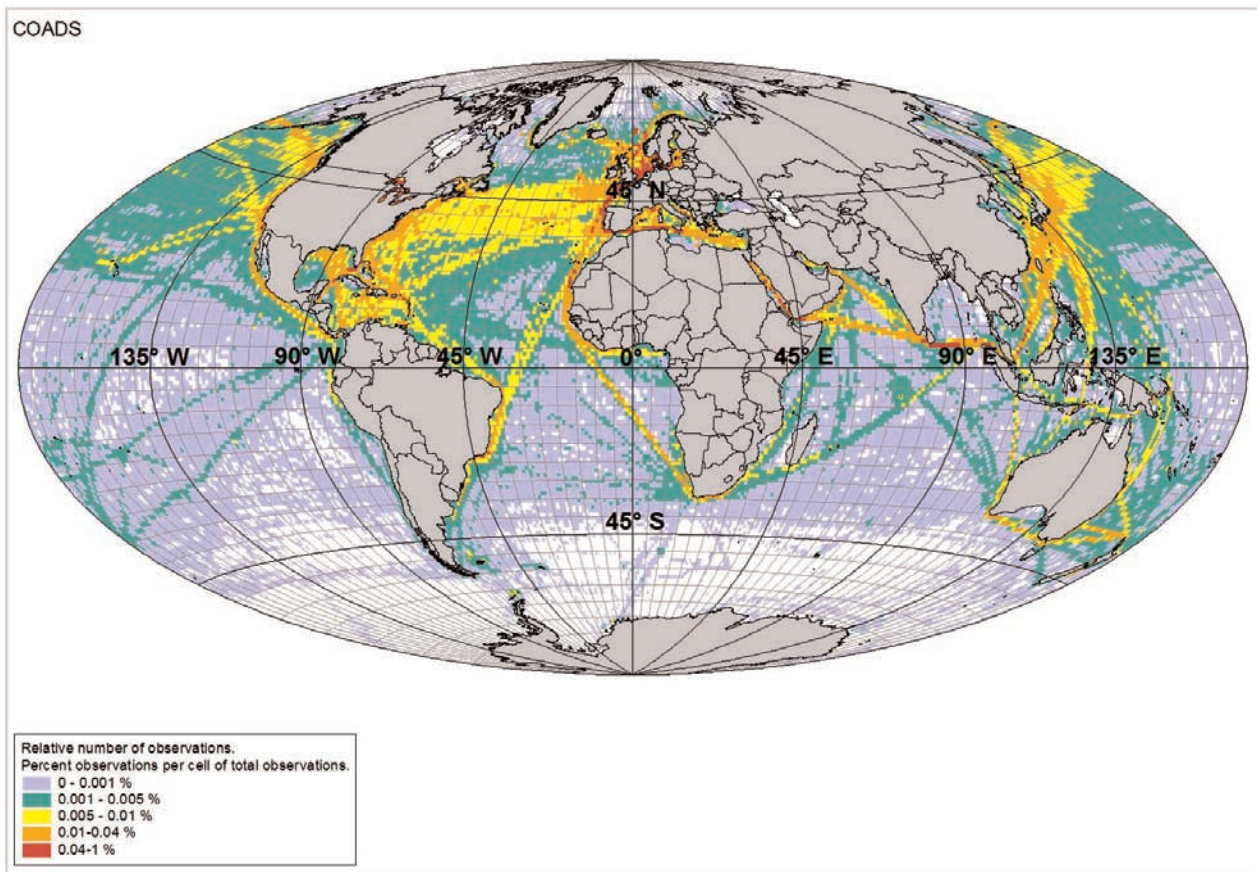 COADS
45° N
135° W 90° W 45° W 0° 45° E 90° E 135° E
45° S
Relative number of observations.
Percent observations per cell of total observations.
0 - 0.001 %
0.001 - 0.005 %
0.005 - 0.01 %
0.01-0.04 %
0.04-1 %